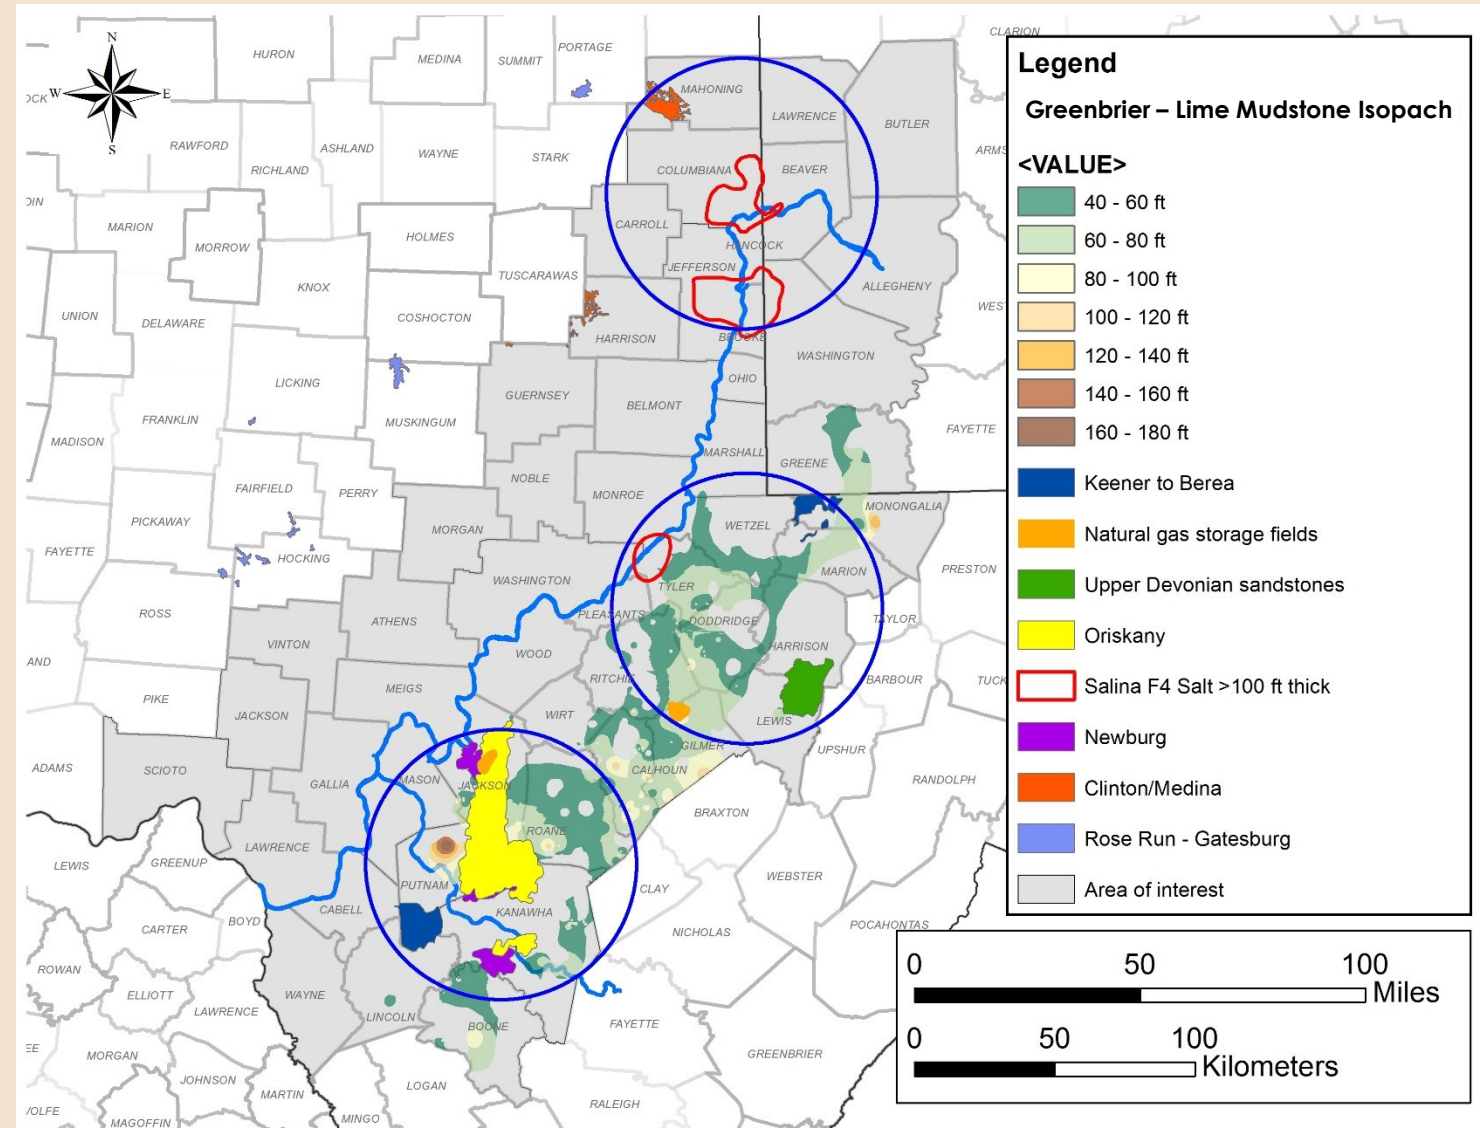 N
W
E
S
HURON
MEDINA
SUMMIT
PORTAGE
CLARION
OCK
MAHONING
LAWRENCE
BUTLER
RAWFORD
RICHLAND
ASHLAND
WAYNE
STARK
COLUMBIANA
BEAVER
ARMS
DIN
MARION
MORROW
HOLMES
CARROLL
HANCOCK
TUSCARAWAS
JEFFERSON
ALLEGHENY
KNOX
UNION
DELAWARE
COSHOCTON
HARRISON
BROOKE
WEST
WASHINGTON
LICKING
GUERNSEY
OHIO
BELMONT
FRANKLIN
MUSKINGUM
MADISON
FAYETTE
MARSHALL
GREENE
NOBLE
MONROE
FAIRFIELD
PERRY
PICKAWAY
MORGAN
WETZEL
MONONGALIA
FAYETTE
HOCKING
WASHINGTON
TYLER
MARION
PRESTON
ROSS
ATHENS
PLEASANTS
DODDRIDGE
TAYLOR
VINTON
WOOD
HARRISON
AND
RITCHIE
BARBOUR
TUCK
PIKE
MEIGS
JACKSON
WIRT
LEWIS
GILMER
UPSHUR
ADAMS
SCIOTO
GALLIA
MASON
JACKSON
CALHOUN
RANDOLPH
BRAXTON
ROANE
LAWRENCE
LEWIS
GREENUP
PUTNAM
CLAY
WEBSTER
CABELL
KANAWHA
BOYD
CARTER
NICHOLAS
POCAHONTAS
ROWAN
ELLIOTT
WAYNE
LAWRENCE
LINCOLN
BOONE
FAYETTE
EE
MORGAN
GREENBRIER
JOHNSON
MARTIN
LOGAN
RALEIGH
OLFE
MAGOFFIN
MINGO
Legend
Greenbrier – Lime Mudstone Isopach
<VALUE>
40 - 60 ft
60 - 80 ft
80 - 100 ft
100 - 120 ft
120 - 140 ft
140 - 160 ft
160 - 180 ft
Keener to Berea
Natural gas storage fields
Upper Devonian sandstones
Oriskany
Salina F4 Salt >100 ft thick
Newburg
Clinton/Medina
Rose Run - Gatesburg
Area of interest
0 50 100
Miles
0 50 100
Kilometers